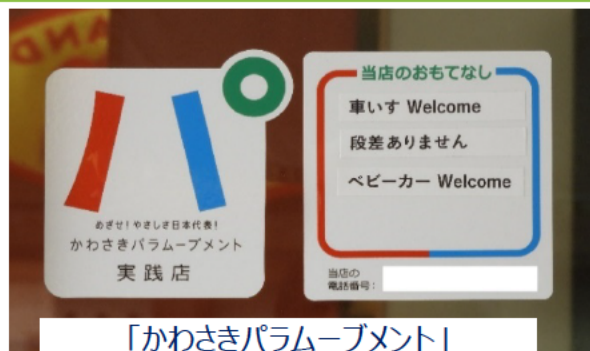 パ
めざせ！やさしさ日本代表！
かわさきパラムーブメント
実践店
当店のおもてなし
車いす Welcome
段差ありません
ベビーカー Welcome
当店の
電話番号：
「かわさきパラムーブメント」